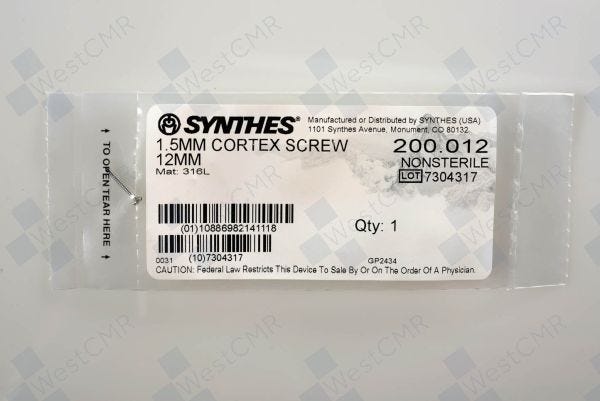 SYNTHES®
Manufactured or Distributed by SYNTHES (USA)
1101 Synthes Avenue, Monument, CO 80132
1.5MM CORTEX SCREW
12MM
Mat: 316L
200.012
NONSTERILE
LOT 7304317
TO OPEN TEAR HERE
(01)10886982141118
Qty: 1
0031
(10)7304317
GP2434
CAUTION: Federal Law Restricts This Device To Sale By Or On The Order Of A Physician.
WestCMR